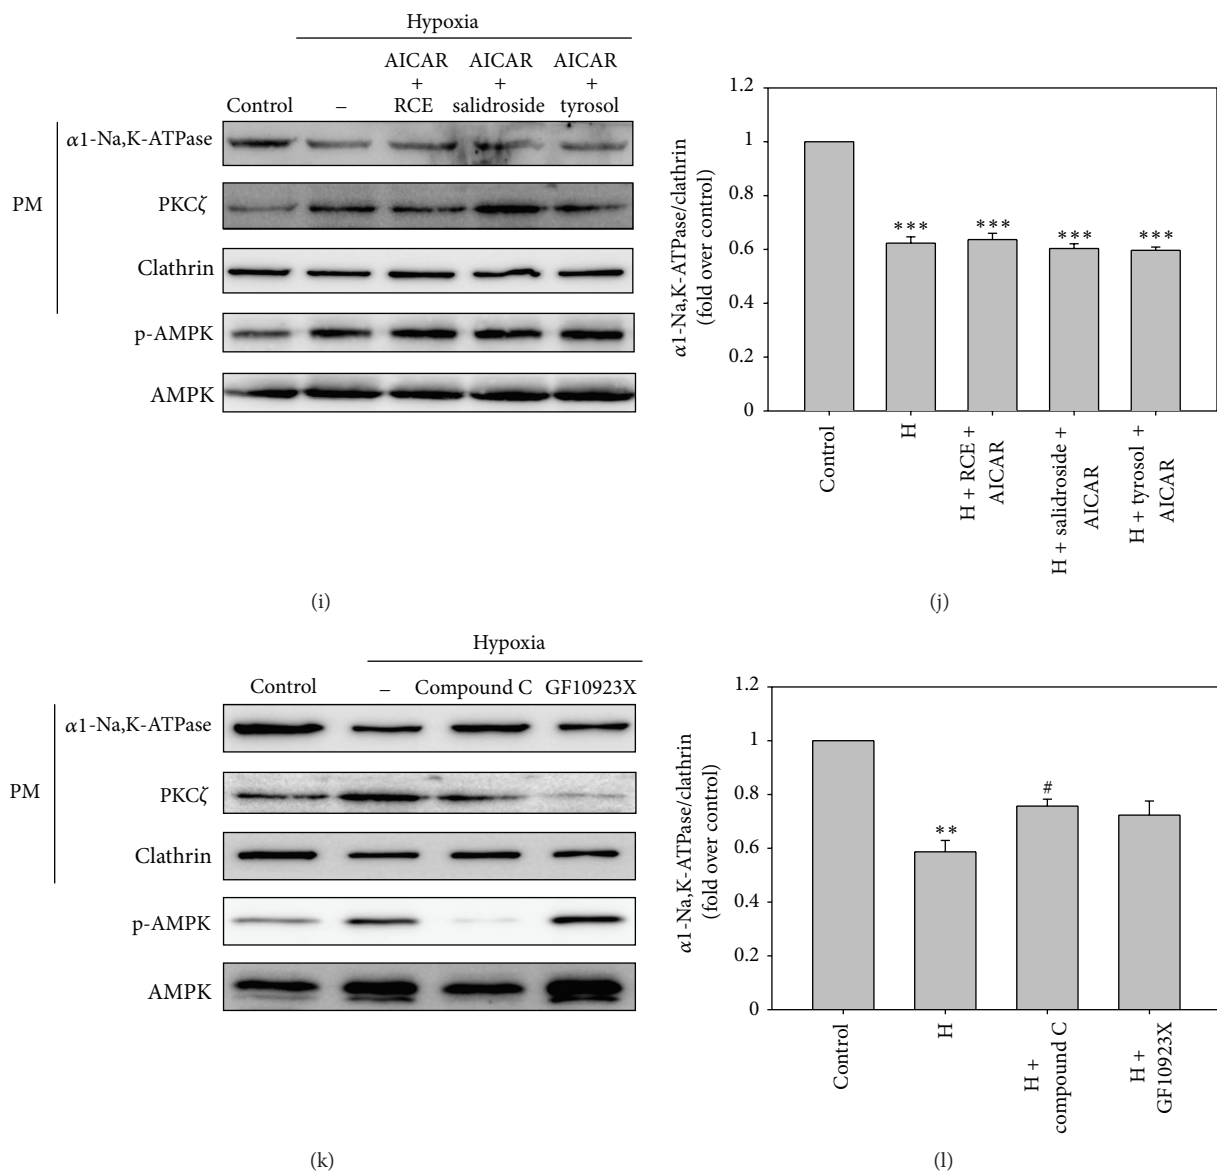 Hypoxia
AICAR AICAR AICAR
+ + +
Control – RCE salidroside tyrosol
PM
α1-Na,K-ATPase
PKCζ
Clathrin
p-AMPK
AMPK
(i)
α1-Na,K-ATPase/clathrin
(fold over control)
1.2
1
0.8
0.6
0.4
0.2
0
***
***
***
***
Control
H
H + RCE +
AICAR
H + salidroside +
AICAR
H + tyrosol +
AICAR
(j)
Hypoxia
Control – Compound C GF10923X
PM
α1-Na,K-ATPase
PKCζ
Clathrin
p-AMPK
AMPK
(k)
α1-Na,K-ATPase/clathrin
(fold over control)
1.2
1
0.8
0.6
0.4
0.2
0
**
#
Control
H
H +
compound C
H +
GF10923X
(l)